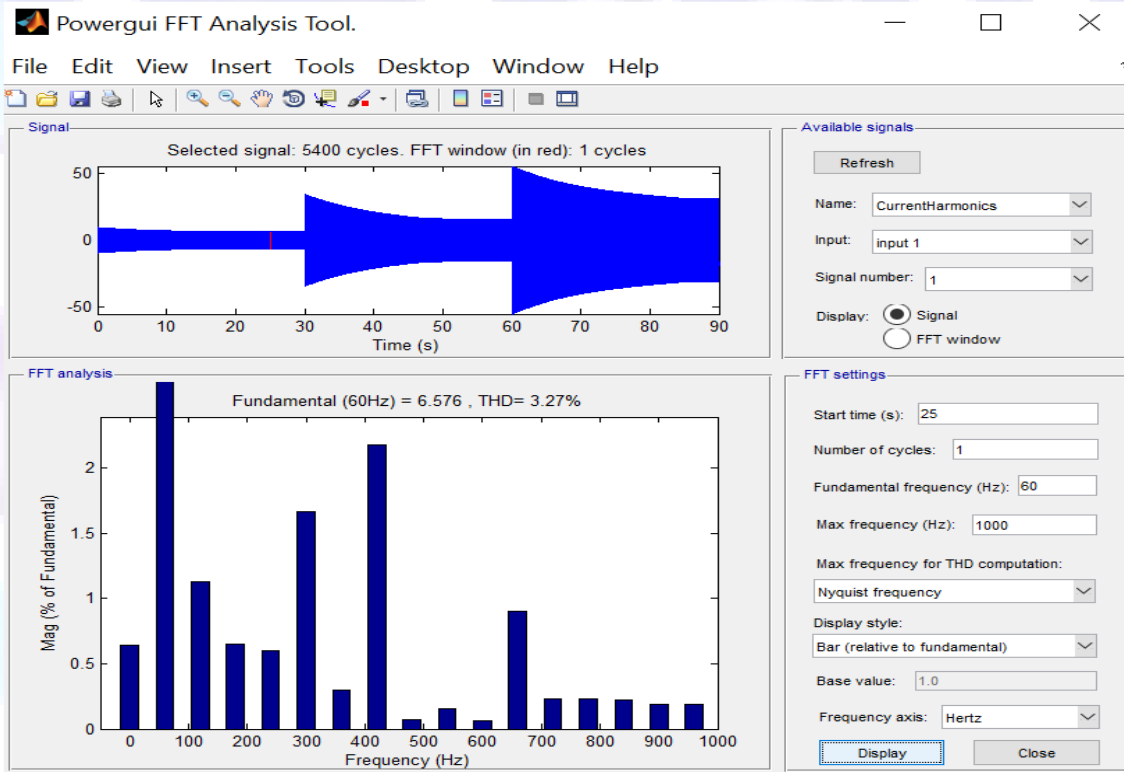 Powergui FFT Analysis Tool.
File Edit View Insert Tools Desktop Window Help
Signal
Selected signal: 5400 cycles. FFT window (in red): 1 cycles
50
0
-50
0 10 20 30 40 50 60 70 80 90
Time (s)
FFT analysis
Fundamental (60Hz) = 6.576 , THD= 3.27%
Mag (% of Fundamental)
2
1.5
1
0.5
0
0 100 200 300 400 500 600 700 800 900 1000
Frequency (Hz)
Available signals
Refresh
Name: CurrentHarmonics
Input: input 1
Signal number: 1
Display: Signal
FFT window
FFT settings
Start time (s): 25
Number of cycles: 1
Fundamental frequency (Hz): 60
Max frequency (Hz): 1000
Max frequency for THD computation:
Nyquist frequency
Display style:
Bar (relative to fundamental)
Base value: 1.0
Frequency axis: Hertz
Display Close